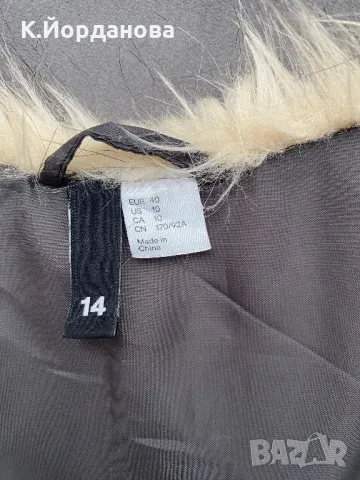 К.Йорданова
EUR 40
US 10
CA 10
CN 170/92A
Made in
China
14
BAZAR